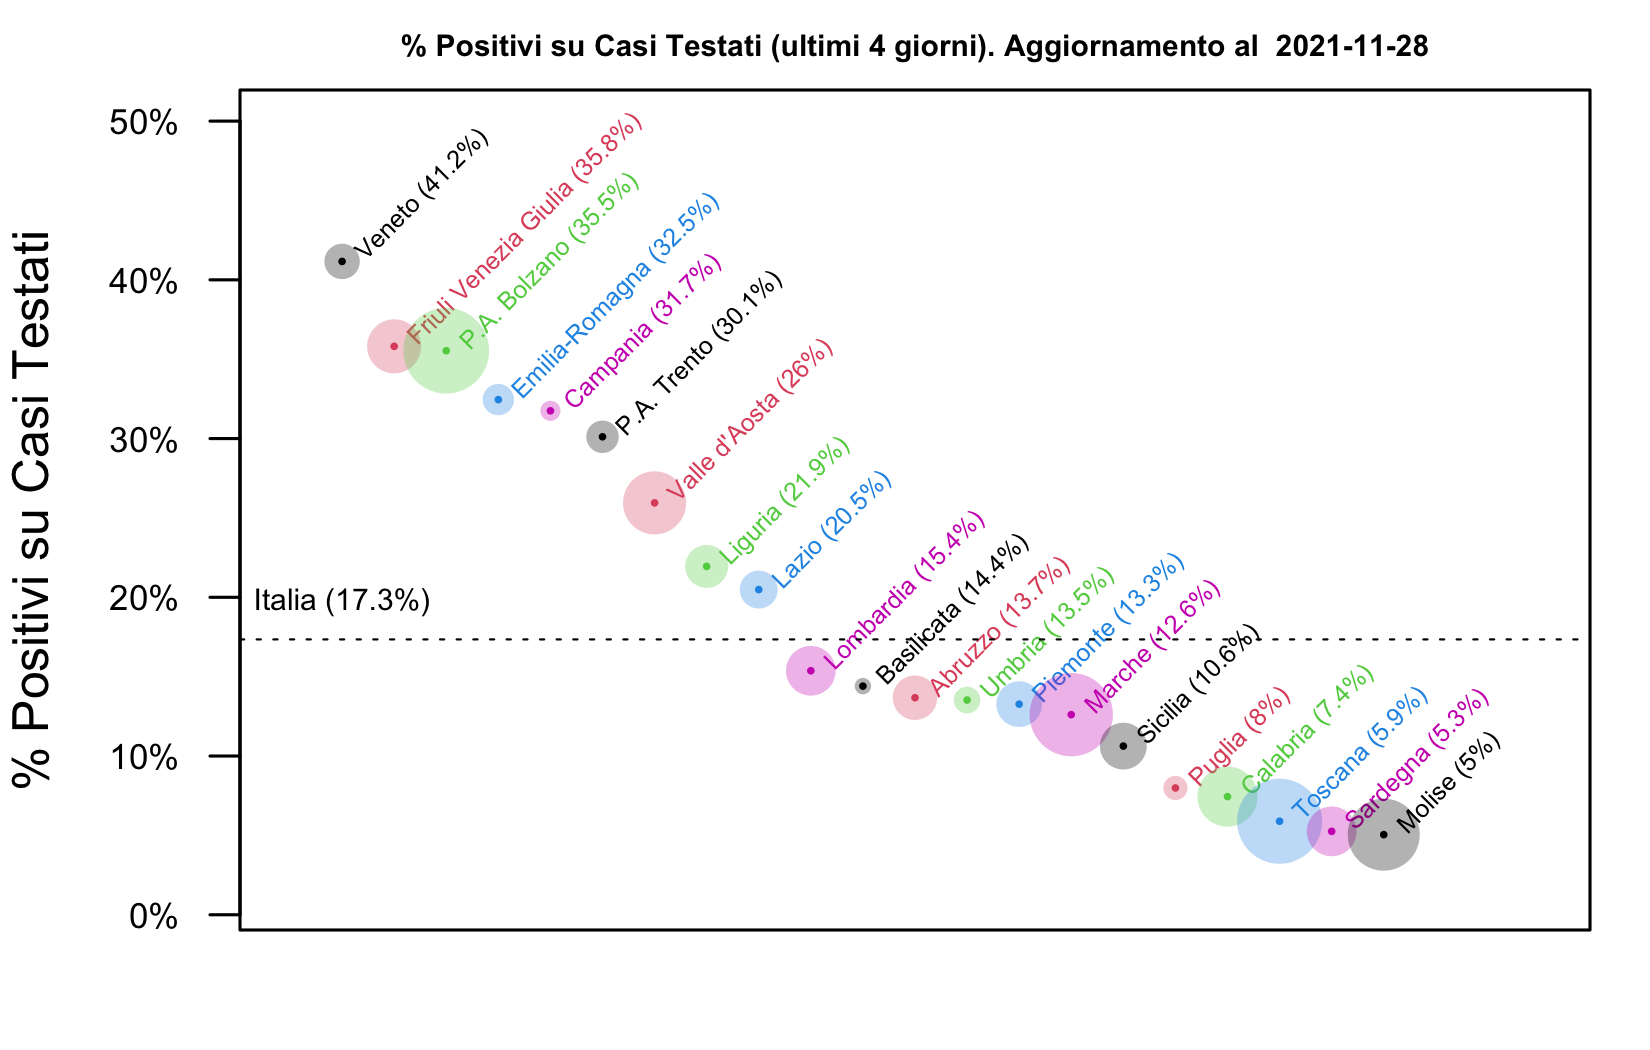 % Positivi su Casi Testati (ultimi 4 giorni). Aggiornamento al  2021-11-28
% Positivi su Casi Testati
50%
40%
30%
20%
10%
0%
Veneto (41.2%)
Friuli Venezia Giulia (35.8%)
P.A. Bolzano (35.5%)
Emilia-Romagna (32.5%)
Campania (31.7%)
P.A. Trento (30.1%)
Valle d'Aosta (26%)
Liguria (21.9%)
Lazio (20.5%)
Italia (17.3%)
Lombardia (15.4%)
Basilicata (14.4%)
Abruzzo (13.7%)
Umbria (13.5%)
Piemonte (13.3%)
Marche (12.6%)
Sicilia (10.6%)
Puglia (8%)
Calabria (7.4%)
Toscana (5.9%)
Sardegna (5.3%)
Molise (5%)